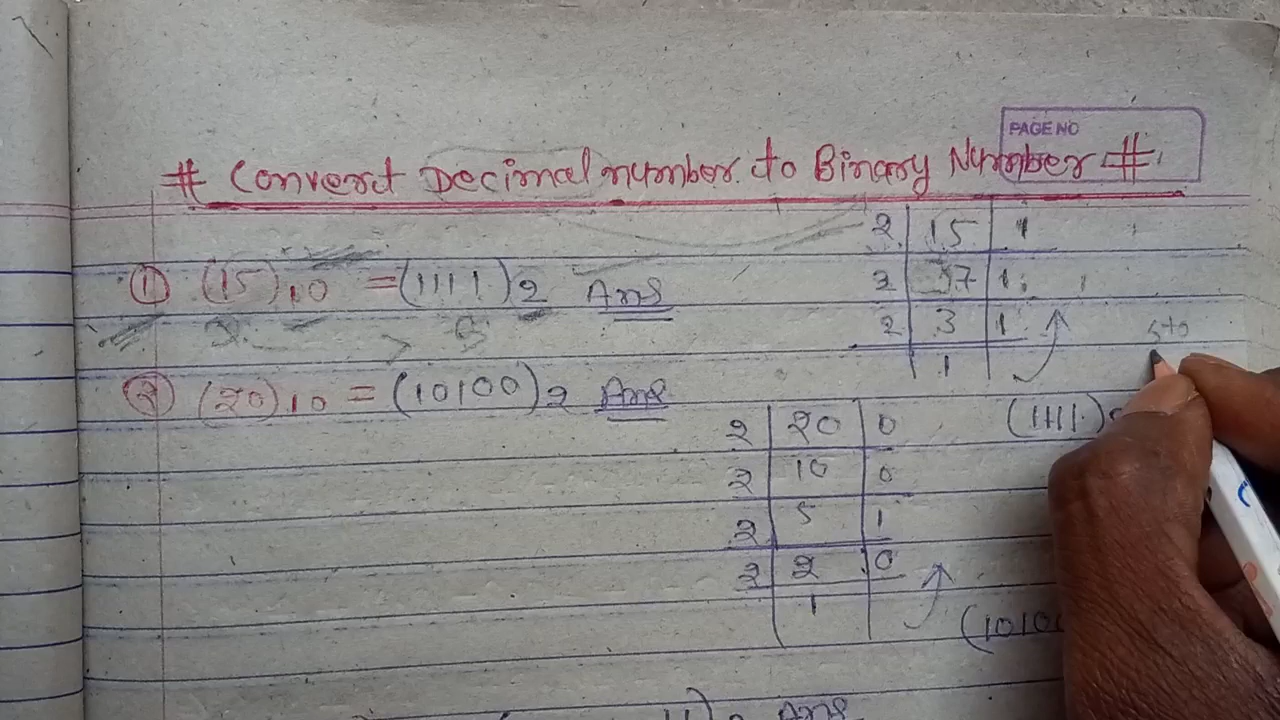 PAGE NO
# Convert Decimal number to Binary Number #
2 | 15 | 1
① (15)10 = (1111)2 Ans
2 | 7 | 1
2 | 3 | 1
1
② (20)10 = (10100)2 Ans
(1111)
2 | 20 | 0
2 | 10 | 0
2 | 5 | 1
2 | 2 | 0
1
(1010
Ans